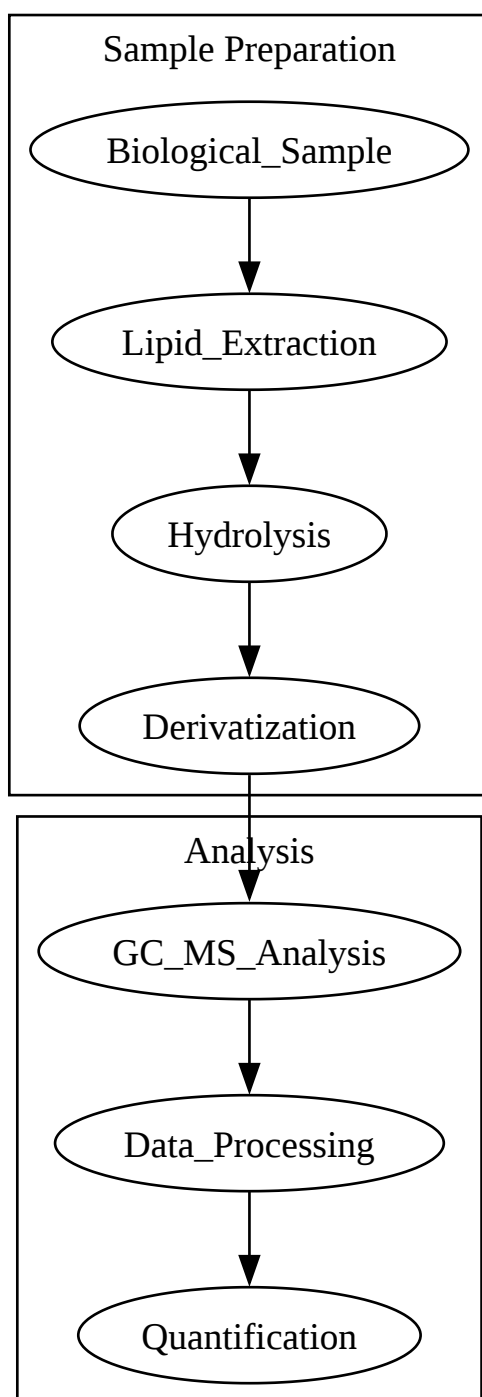 Sample Preparation
Biological_Sample
Lipid_Extraction
Hydrolysis
Derivatization
Analysis
GC_MS_Analysis
Data_Processing
Quantification